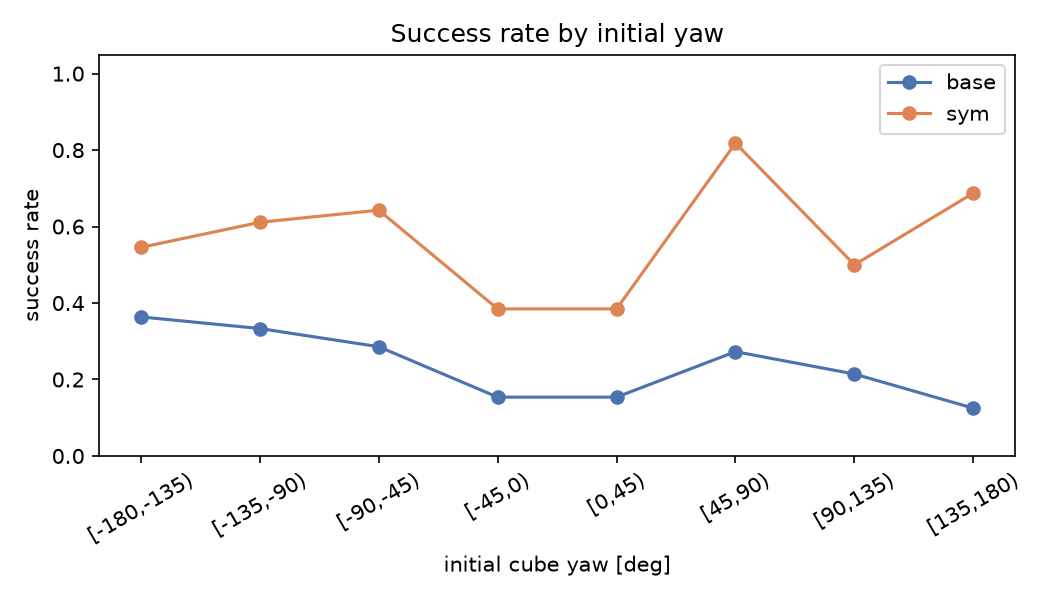 Success rate by initial yaw
base
sym
success rate
1.0
0.8
0.6
0.4
0.2
0.0
[-180,-135)
[-135,-90)
[-90,-45)
[-45,0)
[0,45)
[45,90)
[90,135)
[135,180)
initial cube yaw [deg]